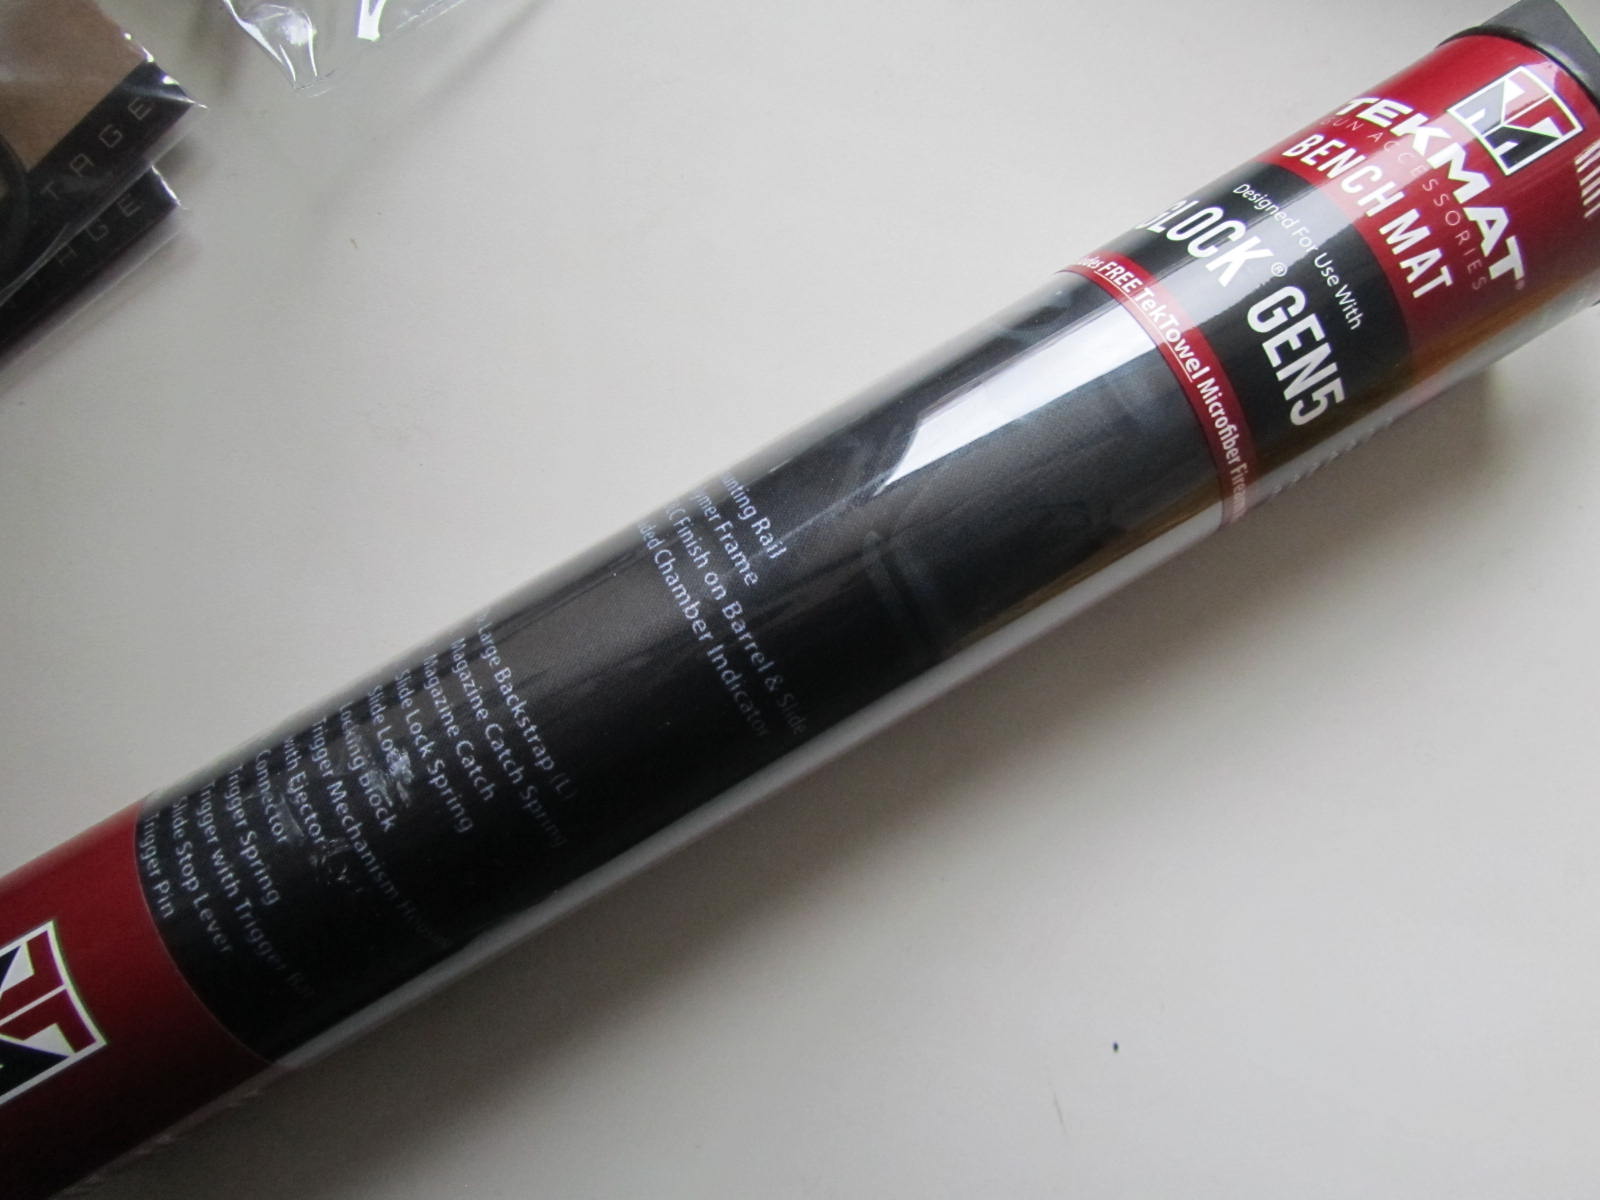 TEKMAT®
GUN ACCESSORIES
BENCH MAT
Designed For Use With
GLOCK® GEN5
FREE TekTowel Microfiber
Rail
Frame
Finish on Barrel & Slide
Chamber Indicator
Large Backstrap (L)
Magazine Catch Spring
Magazine Catch
Slide Lock Spring
Slide Lock
Locking Block
Trigger Mechanism
with Ejector
Connector
Trigger Spring
Trigger with Trigger Bar
Slide Stop Lever
Trigger Pin
TAGE
AGE